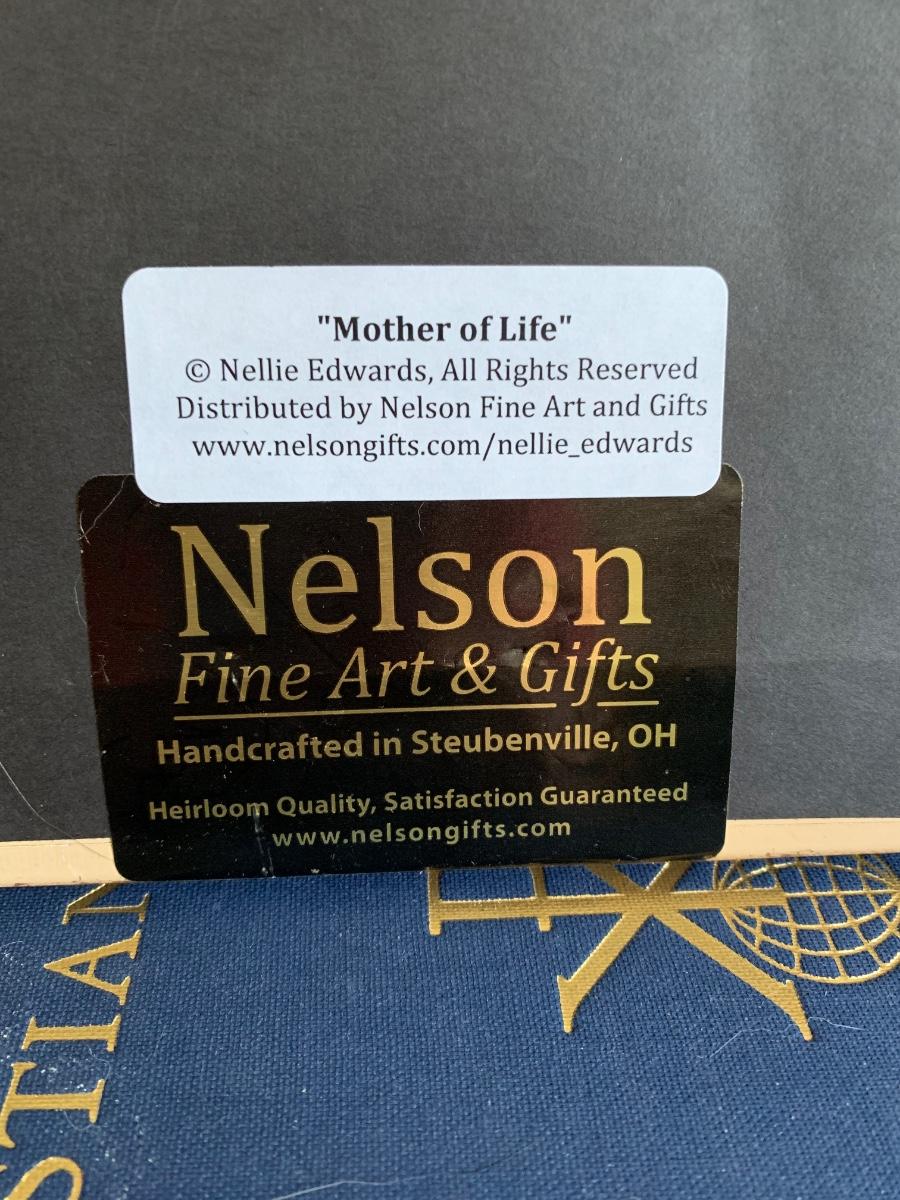 "Mother of Life"
© Nellie Edwards, All Rights Reserved
Distributed by Nelson Fine Art and Gifts
www.nelsongifts.com/nellie_edwards
Nelson
Fine Art & Gifts
Handcrafted in Steubenville, OH
Heirloom Quality, Satisfaction Guaranteed
www.nelsongifts.com
STIAN